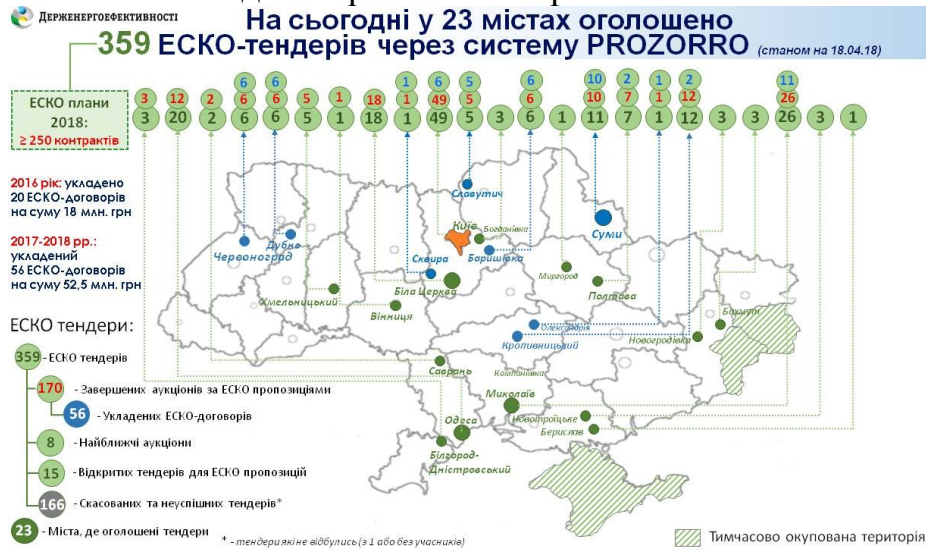 ДЕРЖЕНЕРГОЕФЕКТИВНОСТІ
На сьогодні у 23 містах оголошено
359 ЕСКО-тендерів через систему PROZORRO (станом на 18.04.18)
ЕСКО плани
2018:
≥ 250 контрактів
6 6 1 6 5 6 10 2 1 2 11
3 12 2 6 6 5 1 18 1 49 5 6 10 7 1 12 26
3 20 2 6 6 5 1 18 1 49 5 3 6 1 11 7 1 12 3 3 26 3 1
2016 рік: укладено
20 ЕСКО-договорів
на суму 18 млн. грн
2017-2018 рр.:
укладений
56 ЕСКО-договорів
на суму 52,5 млн. грн
Славутич
Київ
Богданівка
Суми
Дубно
Червоноград
Сквира
Баришівка
Біла Церква
Миргород
Полтава
Хмельницький
Вінниця
Бахмут
Новогродівка
Кропивницький
Компаніївка
Саврань
Миколаїв
Новотроїцьке
Берислав
Одеса
Білгород-
Дністровський
ЕСКО тендери:
359 - ЕСКО тендерів
170 - Завершених аукціонів за ЕСКО пропозиціями
56 - Укладених ЕСКО-договорів
8 - Найближчі аукціони
15 - Відкритих тендерів для ЕСКО пропозицій
166 - Скасованих та неуспішних тендерів*
23 - Міста, де оголошені тендери
* - тендери які не відбулись (з 1 або без учасників)
Тимчасово окупована територія